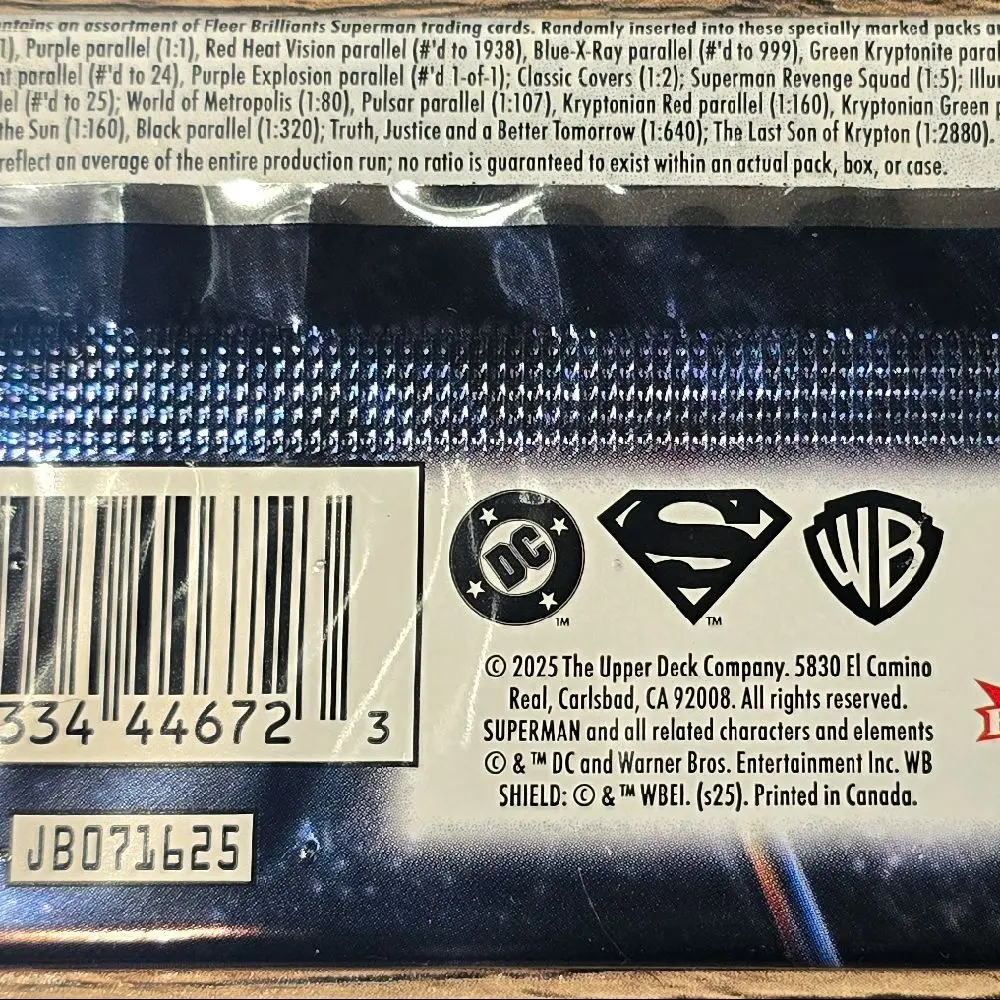 ntains an assortment of Fleer Brilliants Superman trading cards. Randomly inserted into these specially marked packs a
1), Purple parallel (1:1), Red Heat Vision parallel (#'d to 1938), Blue-X-Ray parallel (#'d to 999), Green Kryptonite para
nt parallel (#'d to 24), Purple Explosion parallel (#'d 1-of-1); Classic Covers (1:2); Superman Revenge Squad (1:5); Illu
el (#'d to 25); World of Metropolis (1:80), Pulsar parallel (1:107), Kryptonian Red parallel (1:160), Kryptonian Green p
the Sun (1:160), Black parallel (1:320); Truth, Justice and a Better Tomorrow (1:640); The Last Son of Krypton (1:2880).
reflect an average of the entire production run; no ratio is guaranteed to exist within an actual pack, box, or case.
DC TM
S TM
WB
© 2025 The Upper Deck Company. 5830 El Camino
Real, Carlsbad, CA 92008. All rights reserved.
SUPERMAN and all related characters and elements
© & ™ DC and Warner Bros. Entertainment Inc. WB
SHIELD: © & ™ WBEI. (s25). Printed in Canada.
334 44672 3
JB071625